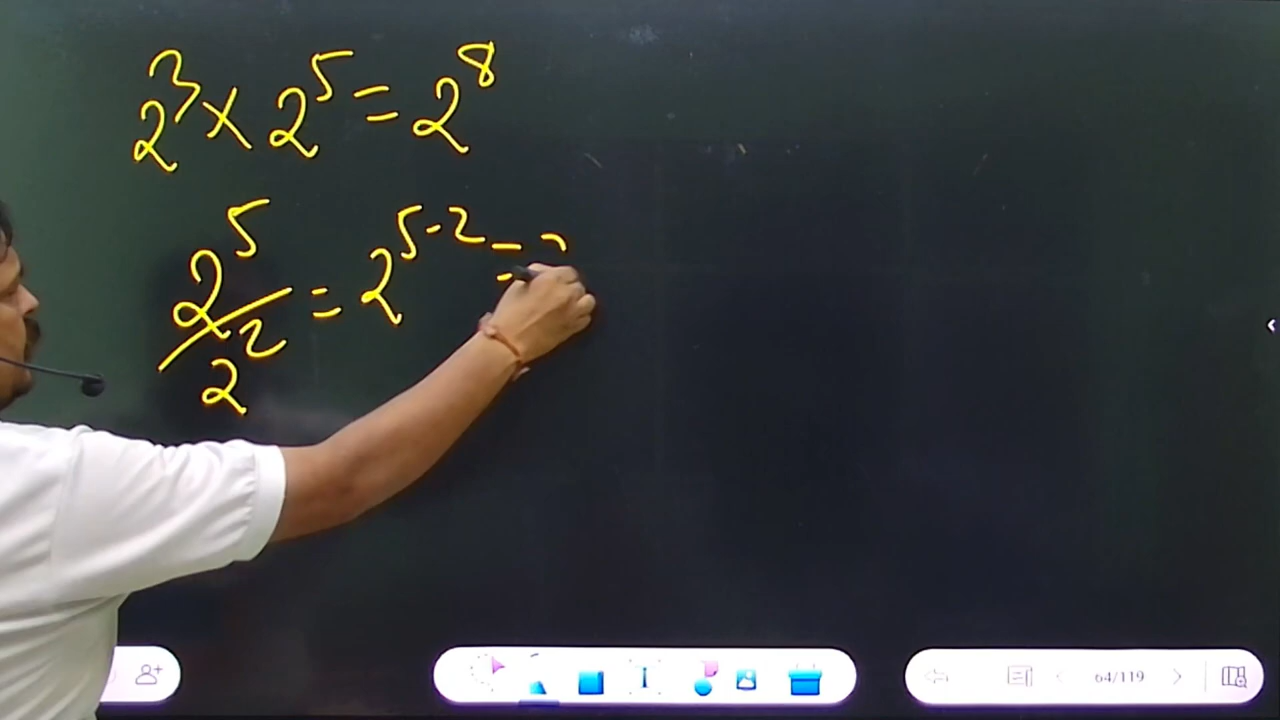 2³ × 2⁵ = 2⁸
2⁵/2² = 2⁵⁻² =
64/119